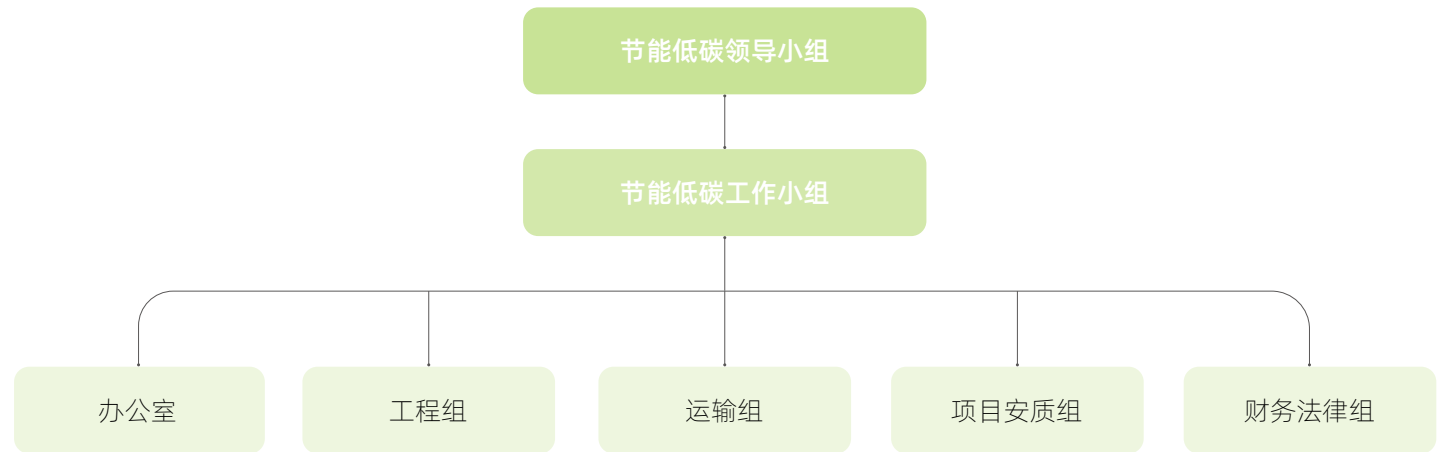 节能低碳领导小组
节能低碳工作小组
办公室
工程组
运输组
项目安质组
财务法律组